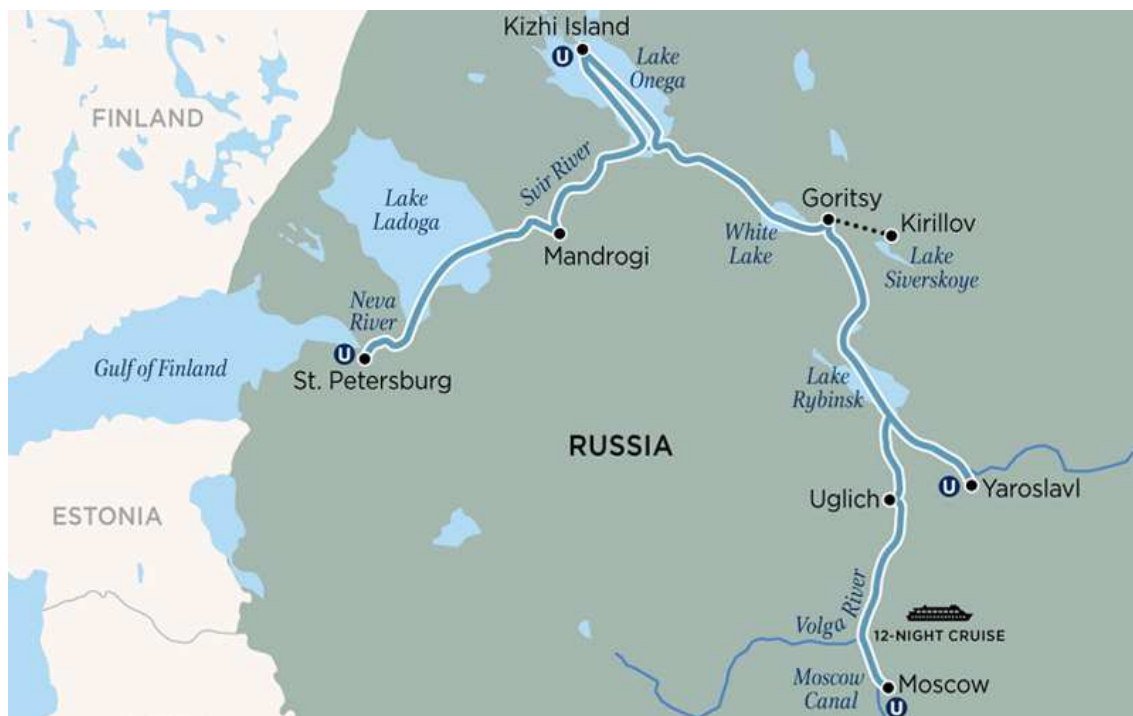 Kizhi Island
U
Lake
Onega
FINLAND
Svir River
Lake
Ladoga
Goritsy
Kirillov
White
Lake
Lake
Siverskoye
Mandrogi
Neva
River
U
St. Petersburg
Gulf of Finland
Lake
Rybinsk
RUSSIA
Uglich
U
Yaroslavl
ESTONIA
Volga River
12-NIGHT CRUISE
Moscow
Canal
Moscow
U